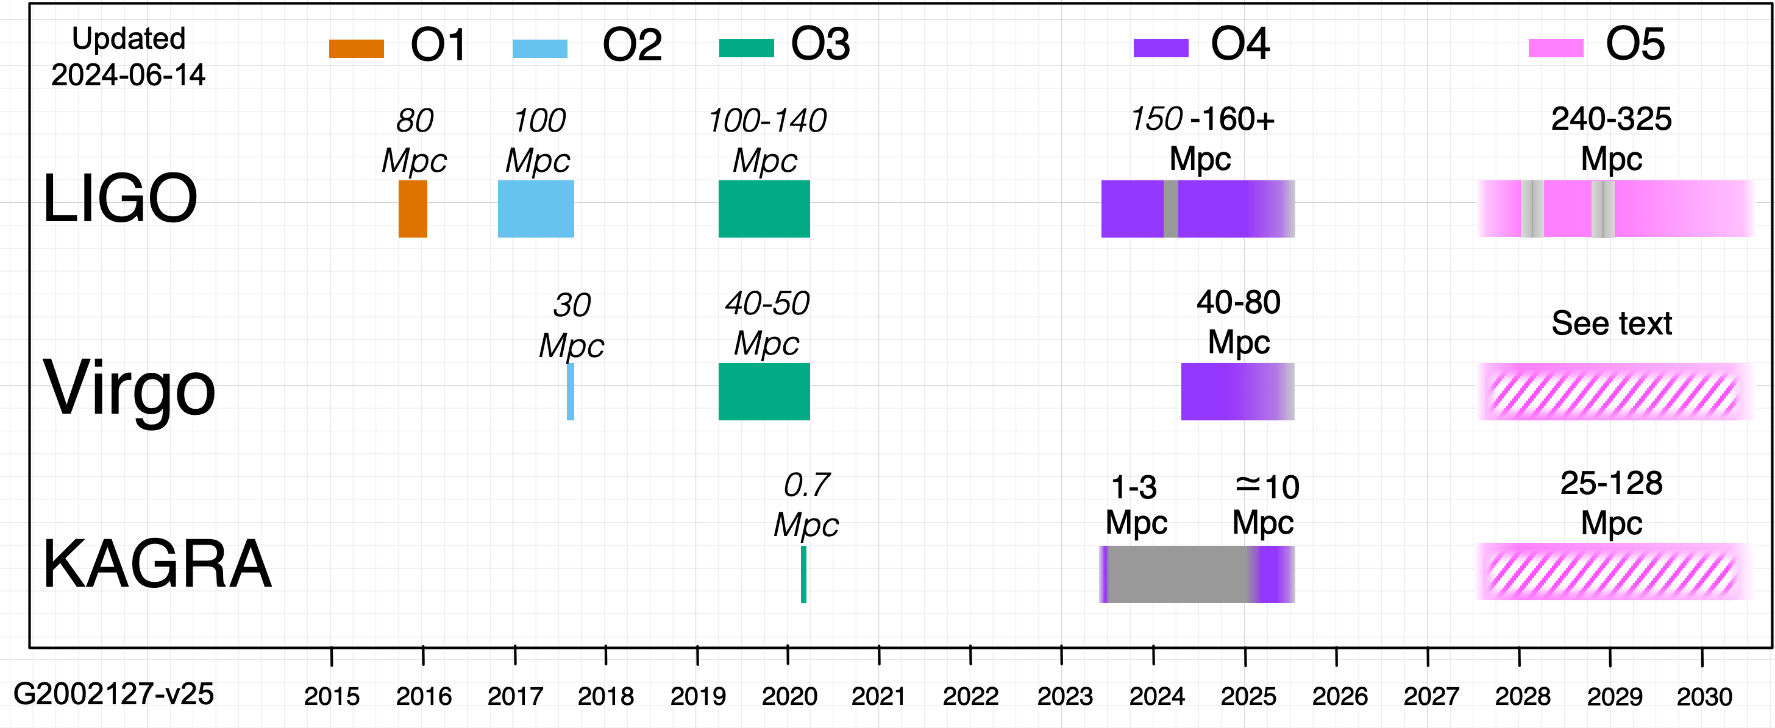 Updated
2024-06-14
O1
O2
O3
O4
O5
80
Mpc
100
Mpc
100-140
Mpc
150 -160+
Mpc
240-325
Mpc
LIGO
30
Mpc
40-50
Mpc
40-80
Mpc
See text
Virgo
0.7
Mpc
1-3
Mpc
≃10
Mpc
25-128
Mpc
KAGRA
G2002127-v25
2015 2016 2017 2018 2019 2020 2021 2022 2023 2024 2025 2026 2027 2028 2029 2030